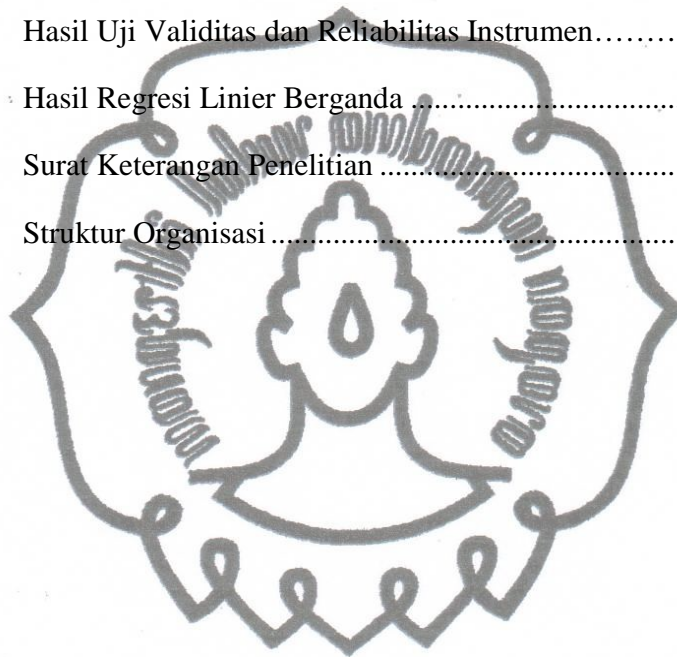 Hasil Uji Validitas dan Reliabilitas Instrumen........
Hasil Regresi Linier Berganda ...................................
Surat Keterangan Penelitian .......................................
Struktur Organisasi .....................................................